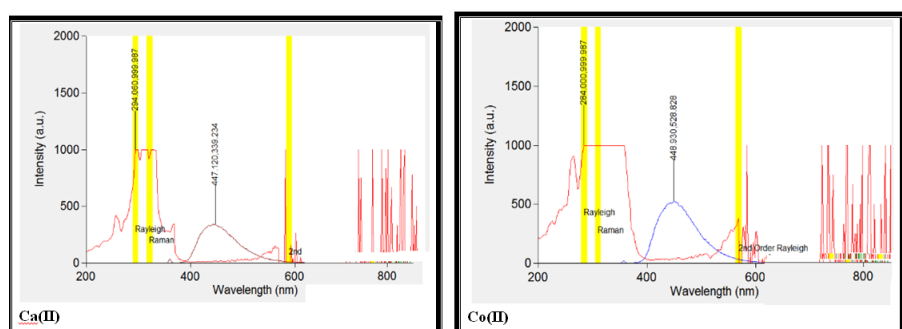 2000
1500
1000
500
0
Intensity (a.u.)
294.060,999.987
447.120,339.234
Rayleigh
Raman
2nd
200
400
600
800
Wavelength (nm)
Ca(II)
2000
1500
1000
500
0
Intensity (a.u.)
284.000,999.987
448.930,528.828
Rayleigh
Raman
2nd Order Rayleigh
200
400
600
800
Wavelength (nm)
Co(II)